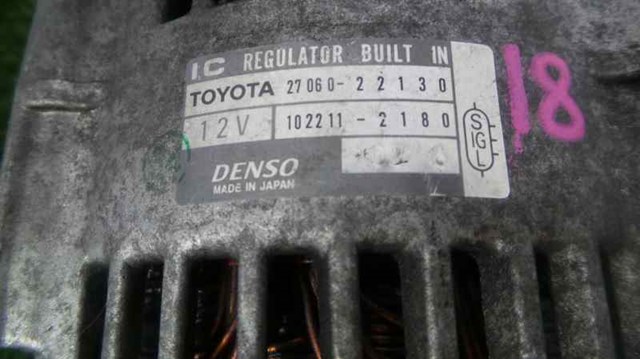 IC REGULATOR BUILT IN
TOYOTA 27060-22130
12V 102211-2180
DENSO
MADE IN JAPAN
S
IG
L
18